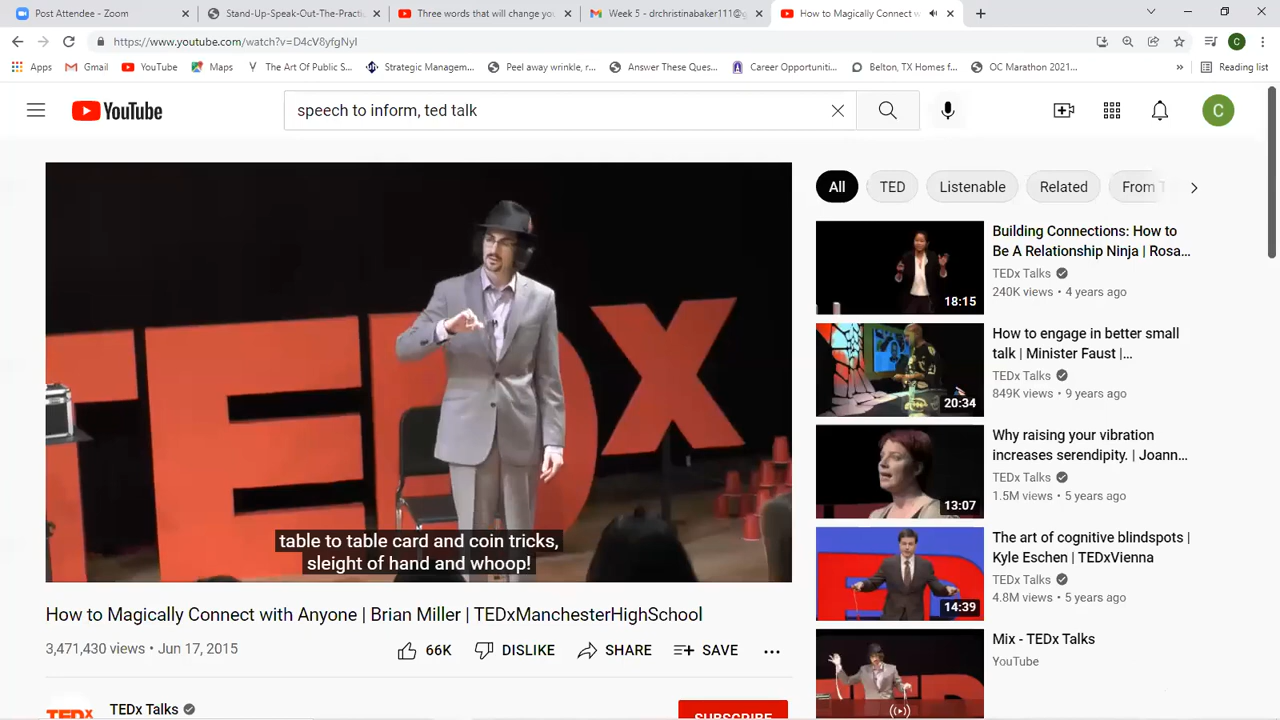 Post Attendee - Zoom
Stand-Up-Speak-Out-The-Practi
Three words that will change you
Week 5 - drchristinabaker111@g
How to Magically Connect w
https://www.youtube.com/watch?v=D4cV8yfgNyI
Apps
Gmail
YouTube
Maps
The Art Of Public S...
Strategic Managem...
Peel away wrinkle, r...
Answer These Que...
Career Opportuniti...
Belton, TX Homes f...
OC Marathon 2021...
»
Reading list
YouTube
speech to inform, ted talk
C
All
TED
Listenable
Related
From T
TEDx
table to table card and coin tricks,
sleight of hand and whoop!
How to Magically Connect with Anyone | Brian Miller | TEDxManchesterHighSchool
3,471,430 views • Jun 17, 2015
66K
DISLIKE
SHARE
SAVE
TEDx
TEDx Talks
SUBSCRIBE
18:15
Building Connections: How to
Be A Relationship Ninja | Rosa...
TEDx Talks
240K views • 4 years ago
20:34
How to engage in better small
talk | Minister Faust |...
TEDx Talks
849K views • 9 years ago
13:07
Why raising your vibration
increases serendipity. | Joann...
TEDx Talks
1.5M views • 5 years ago
14:39
The art of cognitive blindspots |
Kyle Eschen | TEDxVienna
TEDx Talks
4.8M views • 5 years ago
Mix - TEDx Talks
YouTube